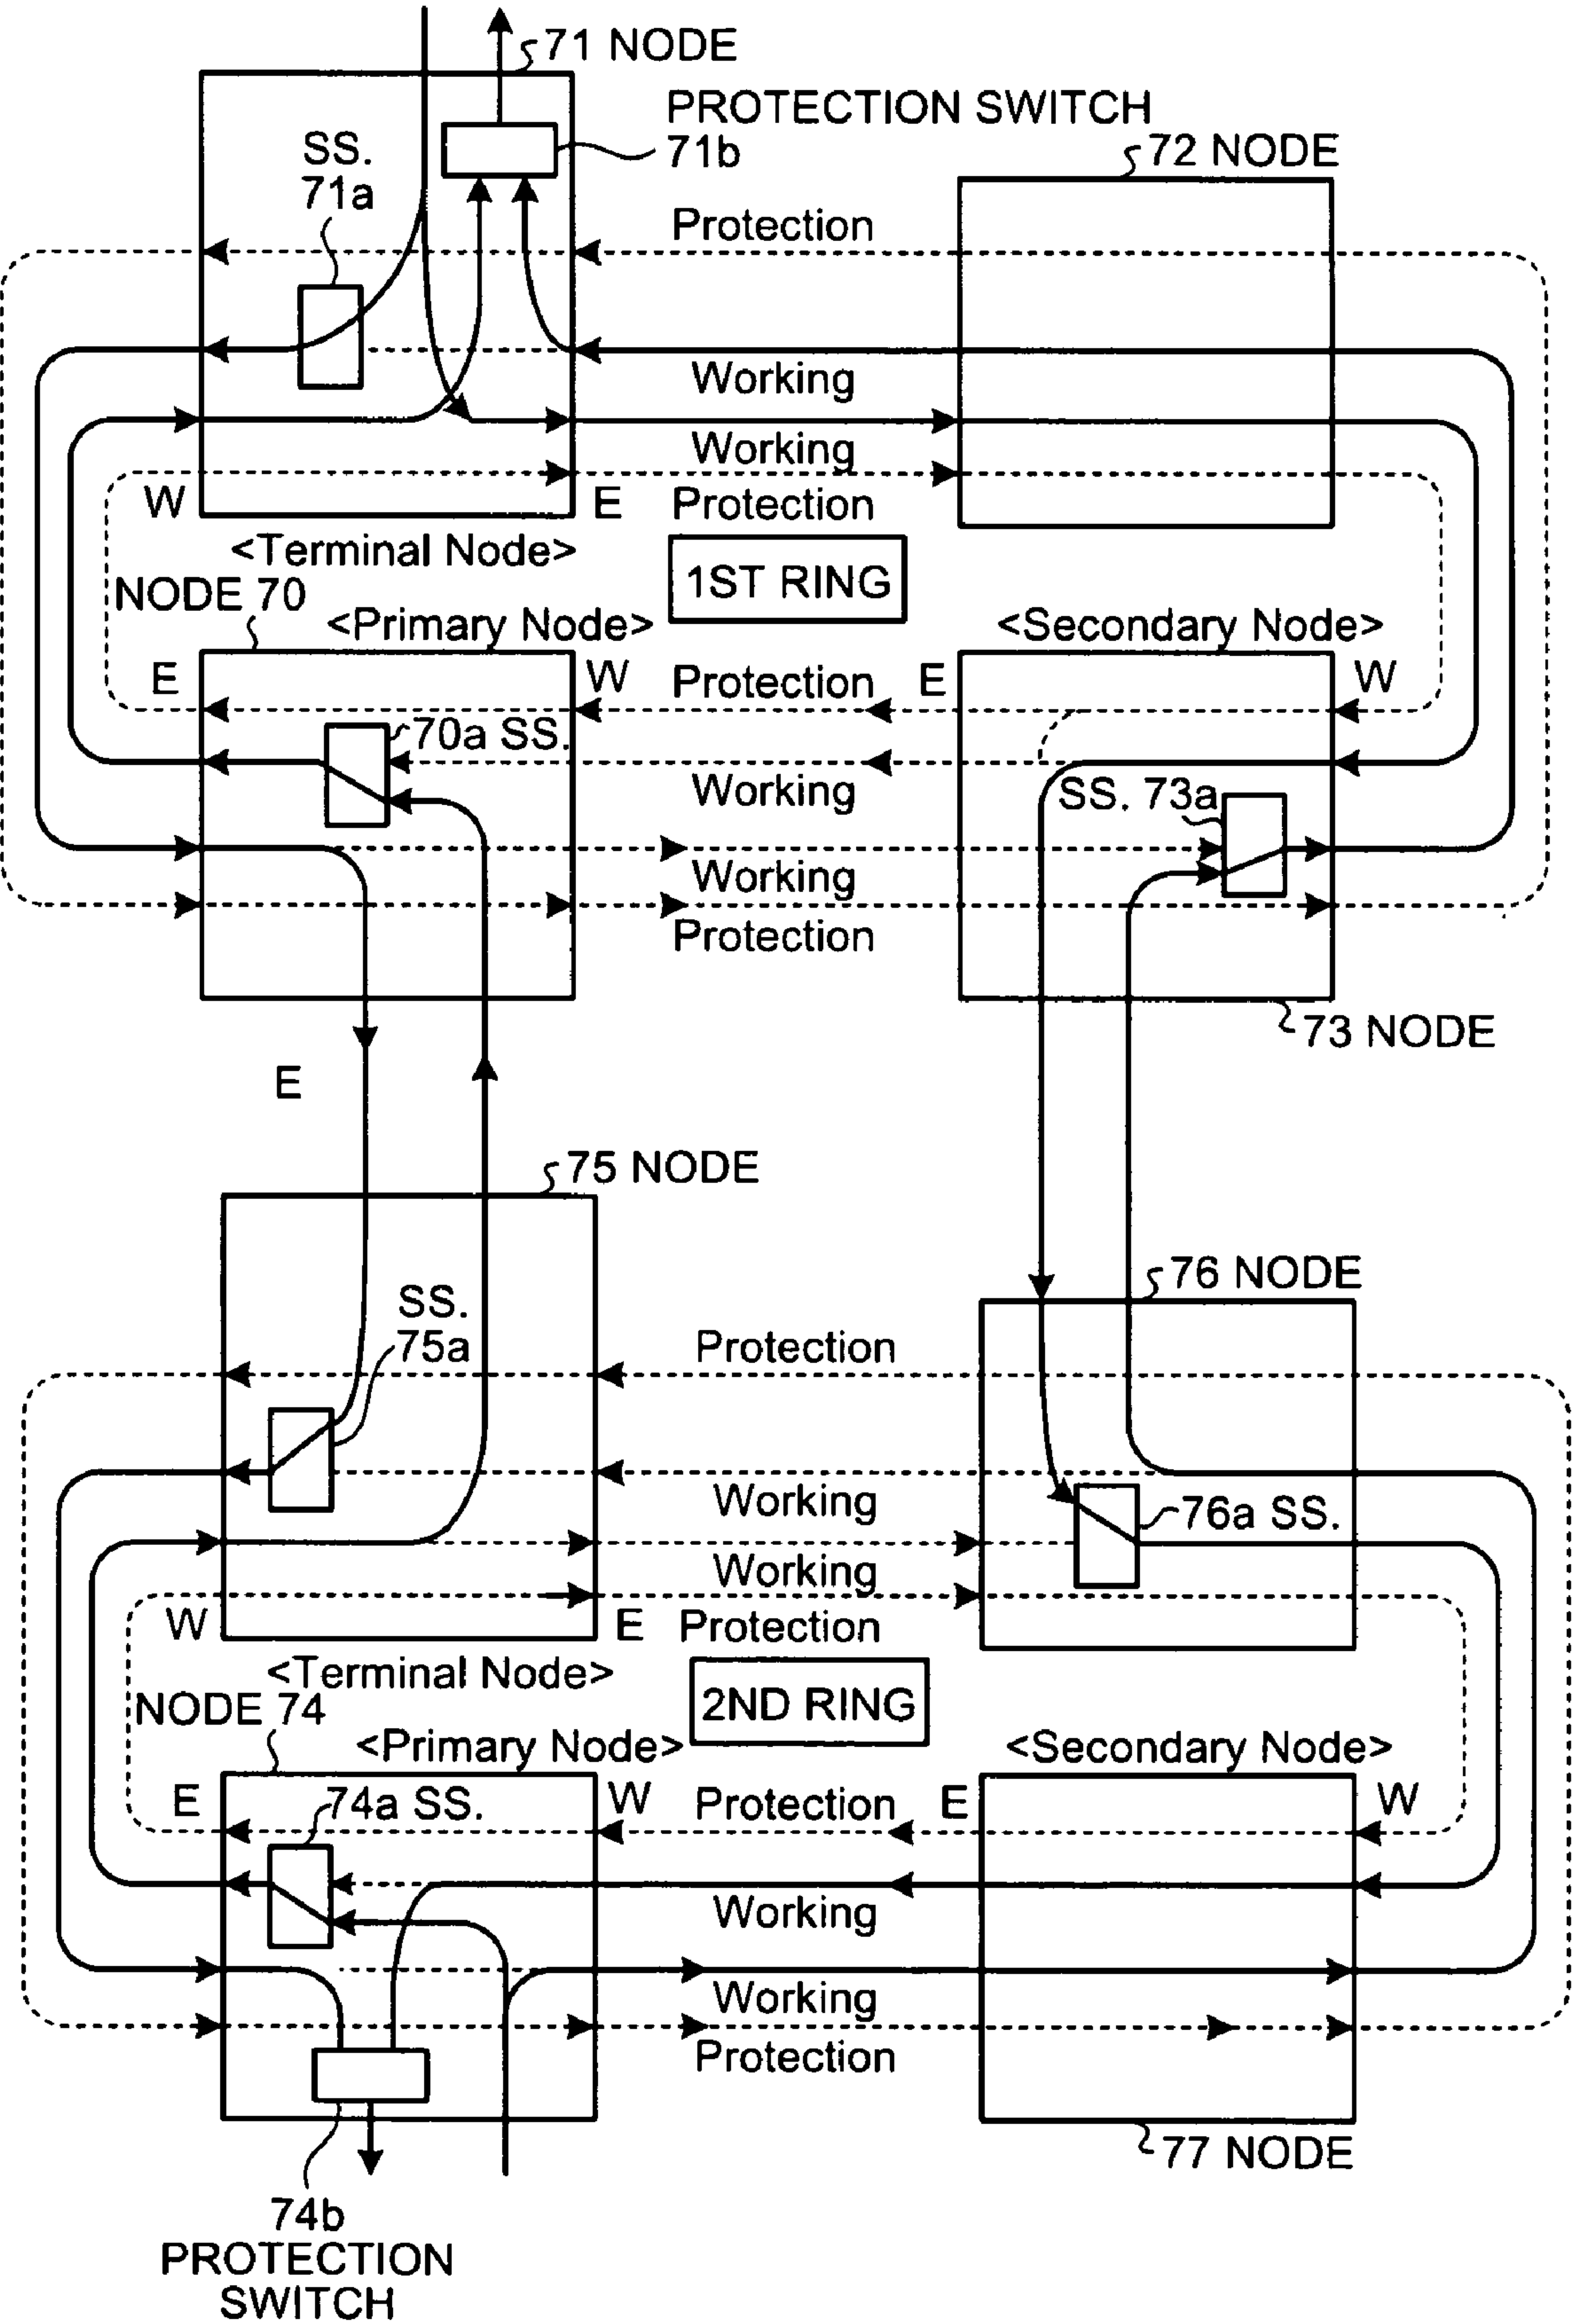 71 NODE
PROTECTION SWITCH
71b
SS.
71a
72 NODE
Protection
Working
Working
W
E
Protection
<Terminal Node>
1ST RING
NODE 70
<Primary Node>
<Secondary Node>
E
W
Protection
E
W
70a SS.
Working
SS. 73a
Working
Protection
73 NODE
E
75 NODE
76 NODE
SS.
75a
Protection
Working
76a SS.
Working
W
E
Protection
<Terminal Node>
2ND RING
NODE 74
<Primary Node>
<Secondary Node>
E
74a SS.
W
Protection
E
W
Working
Working
Protection
77 NODE
74b
PROTECTION
SWITCH